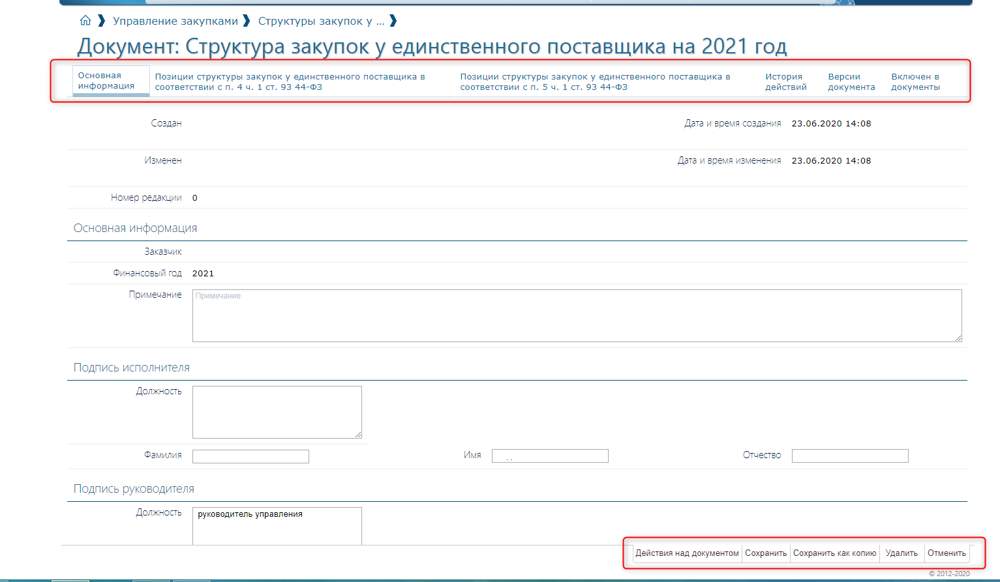 Управление закупками
Структуры закупок у ...
Документ: Структура закупок у единственного поставщика на 2021 год
Основная
информация
Позиции структуры закупок у единственного поставщика в
соответствии с п. 4 ч. 1 ст. 93 44-ФЗ
Позиции структуры закупок у единственного поставщика в
соответствии с п. 5 ч. 1 ст. 93 44-ФЗ
История
действий
Версии
документа
Включен в
документы
Создан
Дата и время создания 23.06.2020 14:08
Изменен
Дата и время изменения 23.06.2020 14:08
Номер редакции 0
Основная информация
Заказчик
Финансовый год 2021
Примечание
Примечание
Подпись исполнителя
Должность
Фамилия
Имя
. .
Отчество
Подпись руководителя
Должность
руководитель управления
Действия над документом
Сохранить
Сохранить как копию
Удалить
Отменить
© 2012-2020